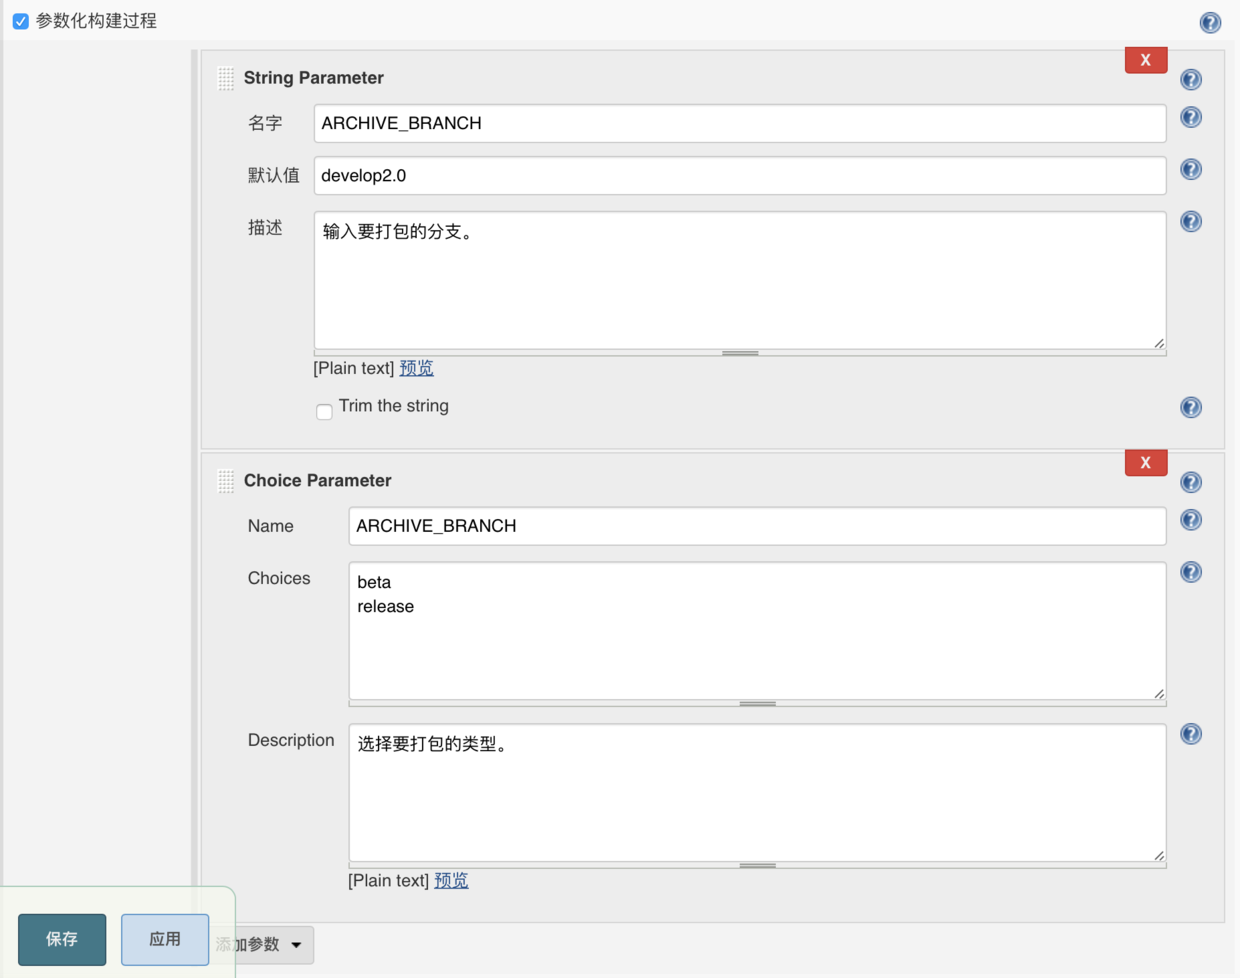 参数化构建过程
X
String Parameter
名字 ARCHIVE_BRANCH
默认值 develop2.0
描述 输入要打包的分支。
[Plain text] 预览
Trim the string
X
Choice Parameter
Name ARCHIVE_BRANCH
Choices beta
release
Description 选择要打包的类型。
[Plain text] 预览
保存 应用 添加参数